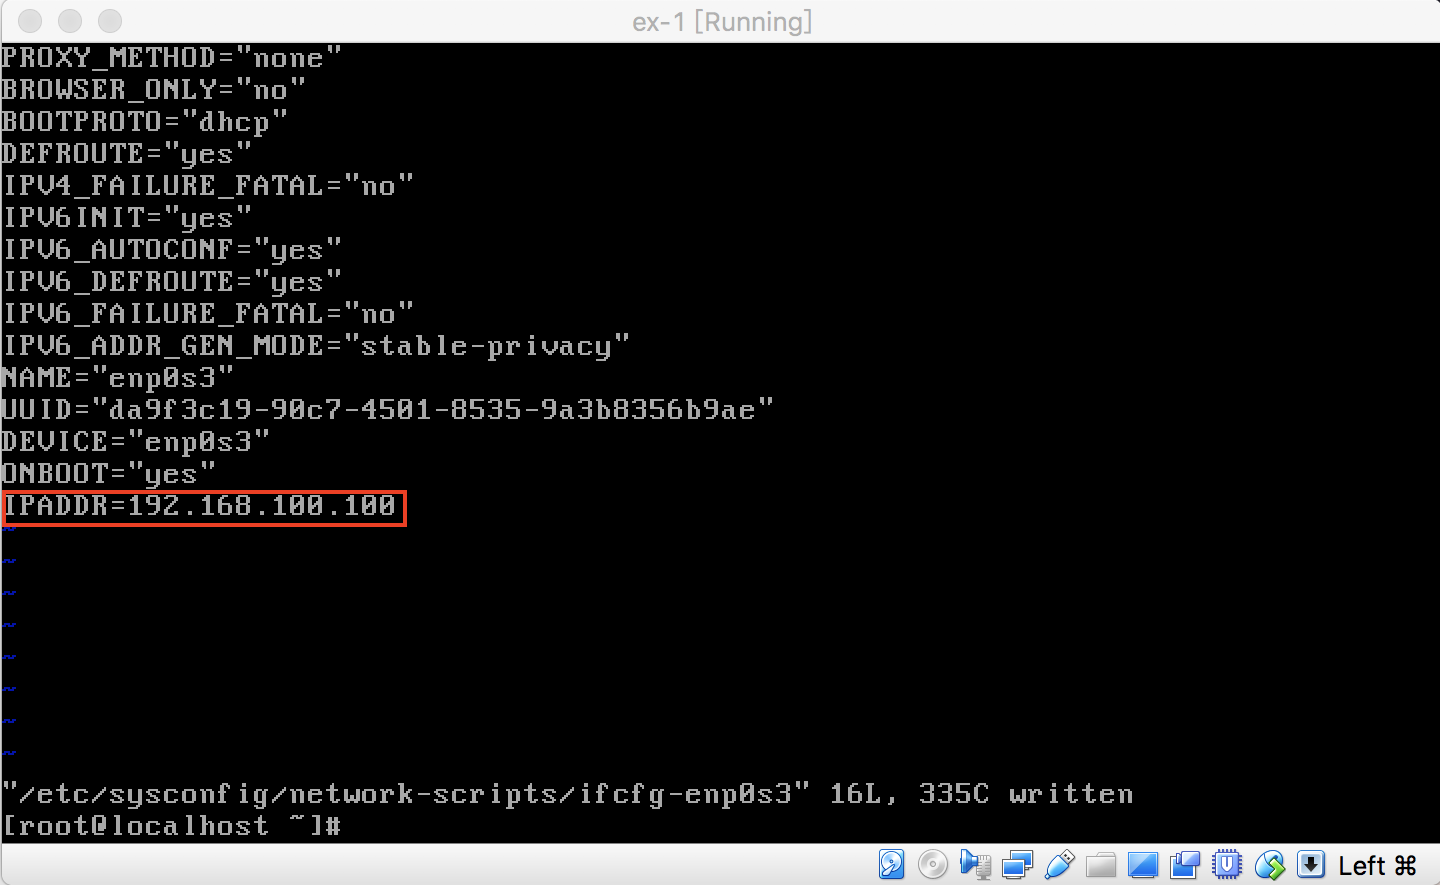 ex-1 [Running]
PROXY_METHOD="none"
BROWSER_ONLY="no"
BOOTPROTO="dhcp"
DEFROUTE="yes"
IPV4_FAILURE_FATAL="no"
IPV6INIT="yes"
IPV6_AUTOCONF="yes"
IPV6_DEFROUTE="yes"
IPV6_FAILURE_FATAL="no"
IPV6_ADDR_GEN_MODE="stable-privacy"
NAME="enp0s3"
UUID="da9f3c19-90c7-4501-8535-9a3b8356b9ae"
DEVICE="enp0s3"
ONBOOT="yes"
IPADDR=192.168.100.100
~
~
~
~
~
~
~
~
"/etc/sysconfig/network-scripts/ifcfg-enp0s3" 16L, 335C written
[root@localhost ~]#
Left ⌘